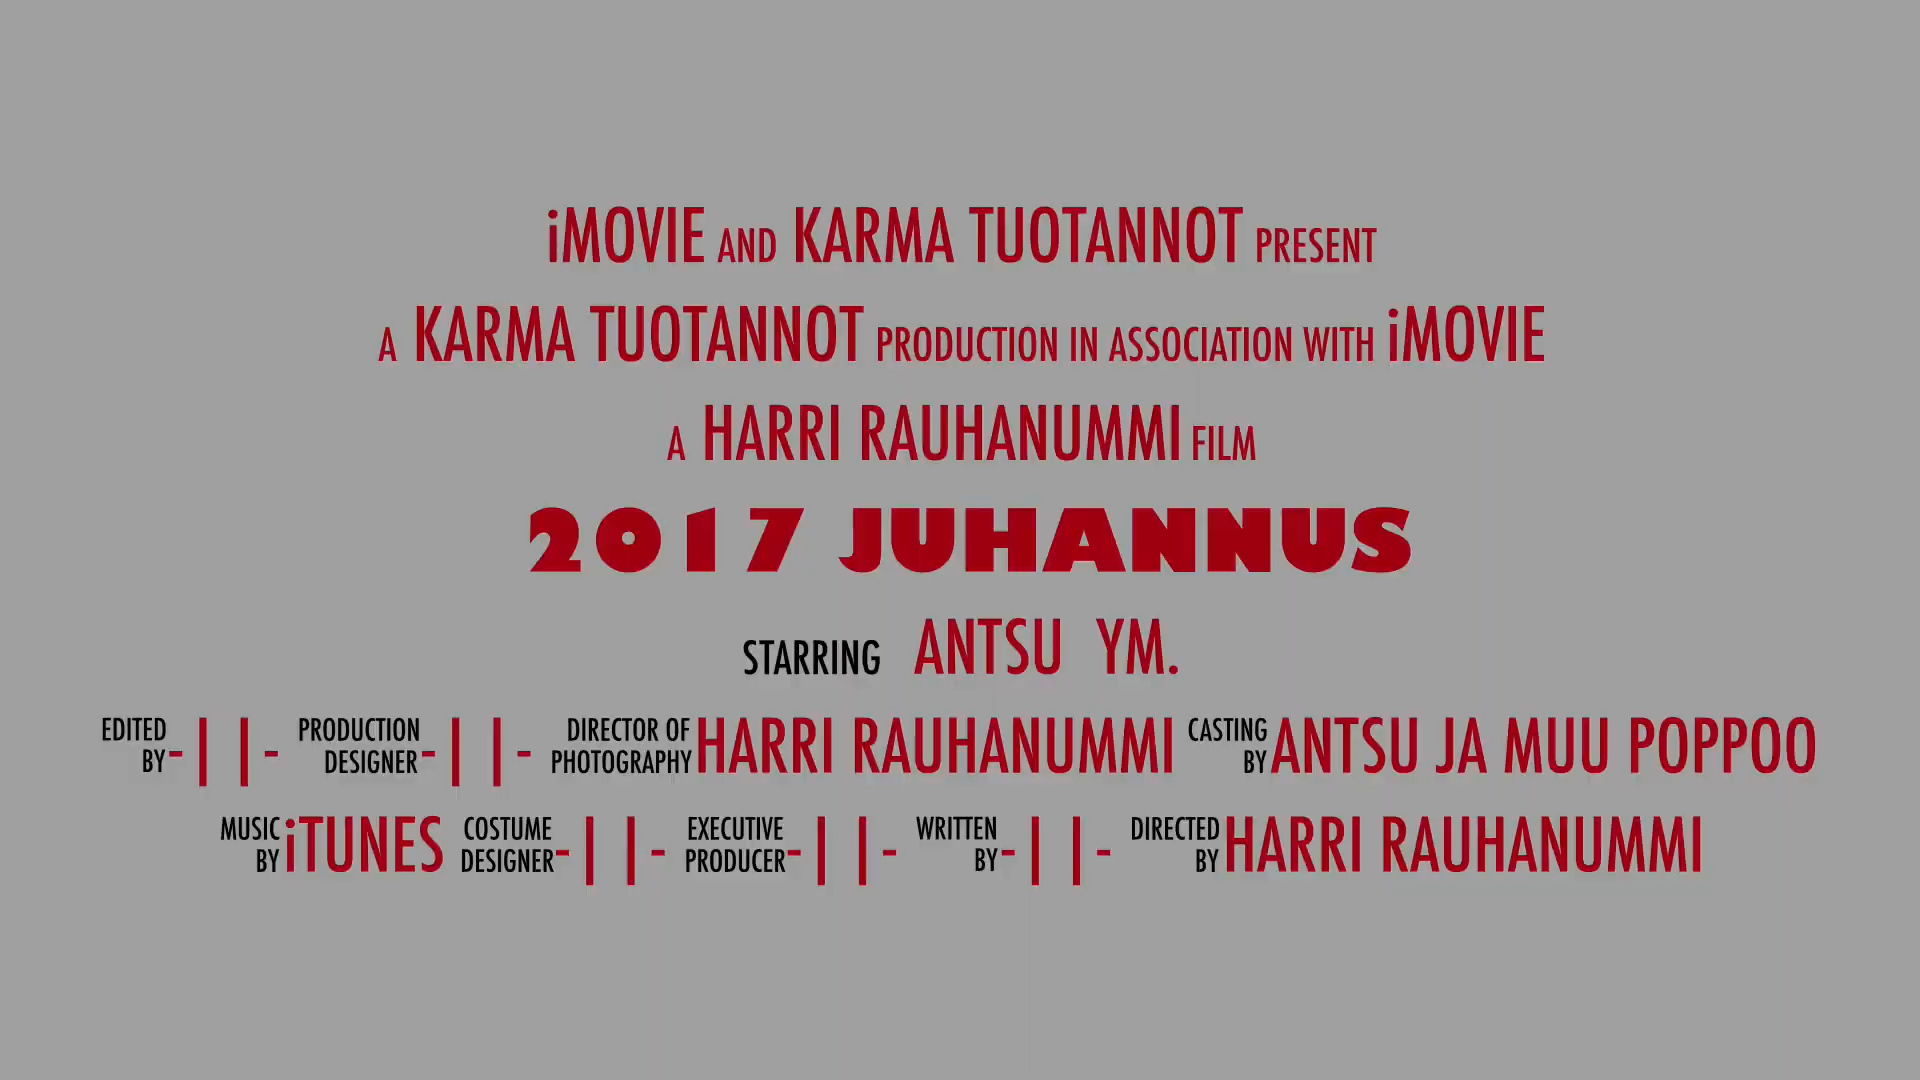 iMOVIE AND KARMA TUOTANNOT PRESENT
A KARMA TUOTANNOT PRODUCTION IN ASSOCIATION WITH iMOVIE
A HARRI RAUHANUMMI FILM
2017 JUHANNUS
STARRING ANTSU YM.
EDITED BY -| |- PRODUCTION DESIGNER -| |- DIRECTOR OF PHOTOGRAPHY HARRI RAUHANUMMI CASTING BY ANTSU JA MUU POPPOO
MUSIC BY iTUNES COSTUME DESIGNER -| |- EXECUTIVE PRODUCER -| |- WRITTEN BY -| |- DIRECTED BY HARRI RAUHANUMMI